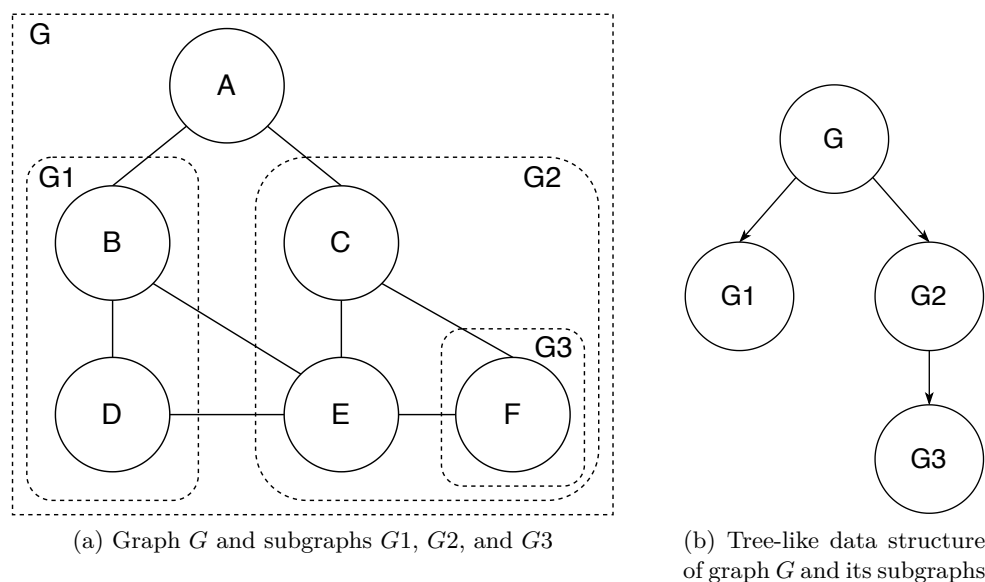 G
A
G1
G2
B
C
G3
D
E
F
(a) Graph G and subgraphs G1, G2, and G3
G
G1
G2
G3
(b) Tree-like data structure
of graph G and its subgraphs